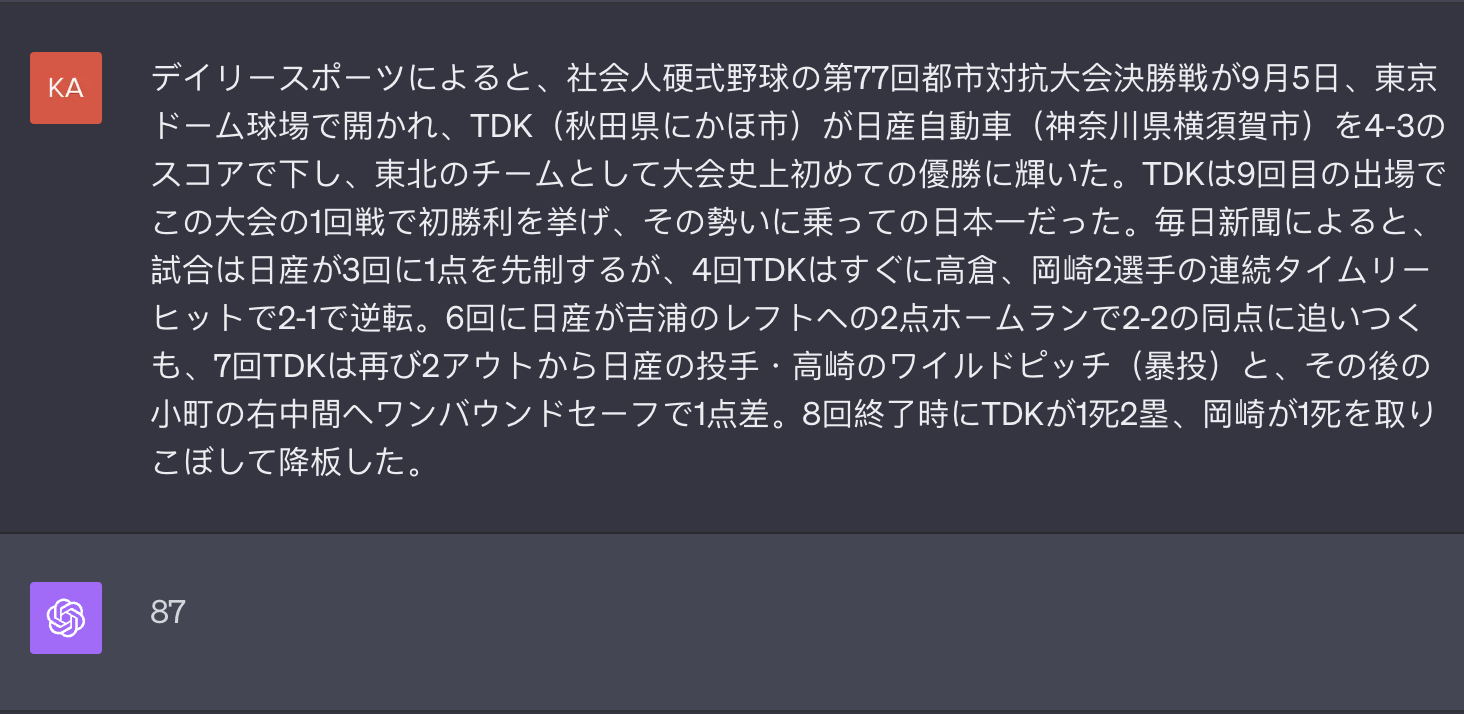 KA
デイリースポーツによると、社会人硬式野球の第77回都市対抗大会決勝戦が9月5日、東京
ドーム球場で開かれ、TDK（秋田県にかほ市）が日産自動車（神奈川県横須賀市）を4-3の
スコアで下し、東北のチームとして大会史上初めての優勝に輝いた。TDKは9回目の出場で
この大会の1回戦で初勝利を挙げ、その勢いに乗っての日本一だった。毎日新聞によると、
試合は日産が3回に1点を先制するが、4回TDKはすぐに高倉、岡崎2選手の連続タイムリー
ヒットで2-1で逆転。6回に日産が吉浦のレフトへの2点ホームランで2-2の同点に追いつく
も、7回TDKは再び2アウトから日産の投手・高崎のワイルドピッチ（暴投）と、その後の
小町の右中間へワンバウンドセーフで1点差。8回終了時にTDKが1死2塁、岡崎が1死を取り
こぼして降板した。
87